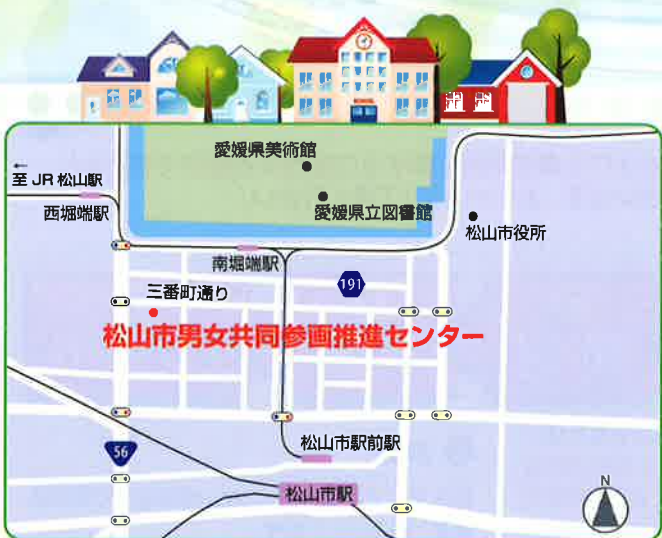 愛媛県美術館
←
至 JR 松山駅
愛媛県立図書館
西堀端駅
松山市役所
南堀端駅
191
三番町通り
松山市男女共同参画推進センター
松山市駅前駅
56
松山市駅
N